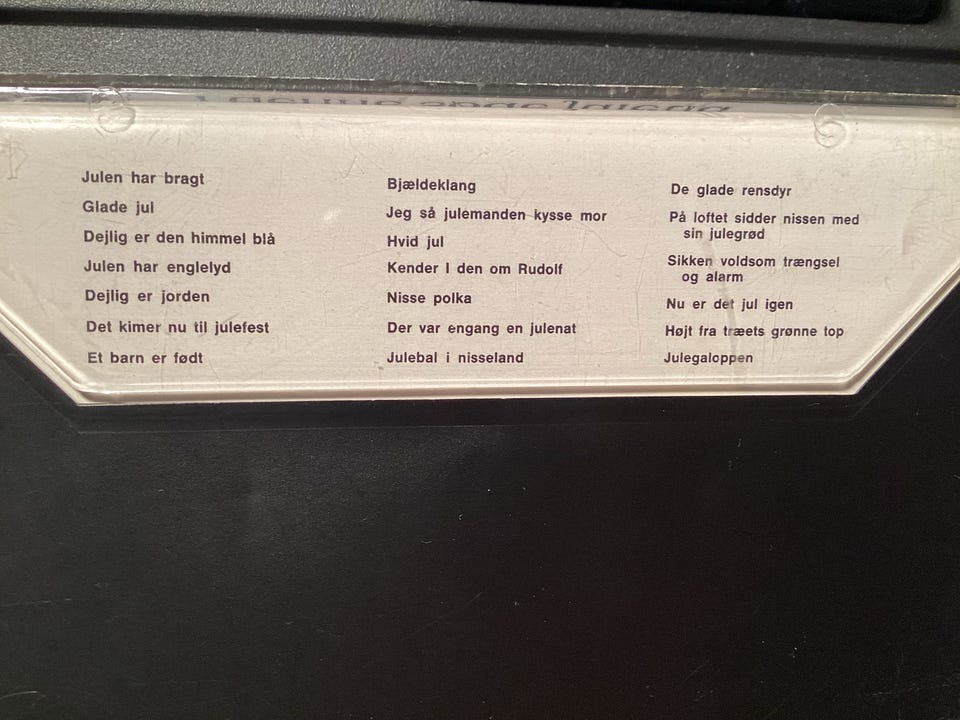 Julen har bragt
Glade jul
Dejlig er den himmel blå
Julen har englelyd
Dejlig er jorden
Det kimer nu til julefest
Et barn er født
Bjældeklang
Jeg så julemanden kysse mor
Hvid jul
Kender I den om Rudolf
Nisse polka
Der var engang en julenat
Julebal i nisseland
De glade rensdyr
På loftet sidder nissen med
sin julegrød
Sikken voldsom trængsel
og alarm
Nu er det jul igen
Højt fra træets grønne top
Julegaloppen